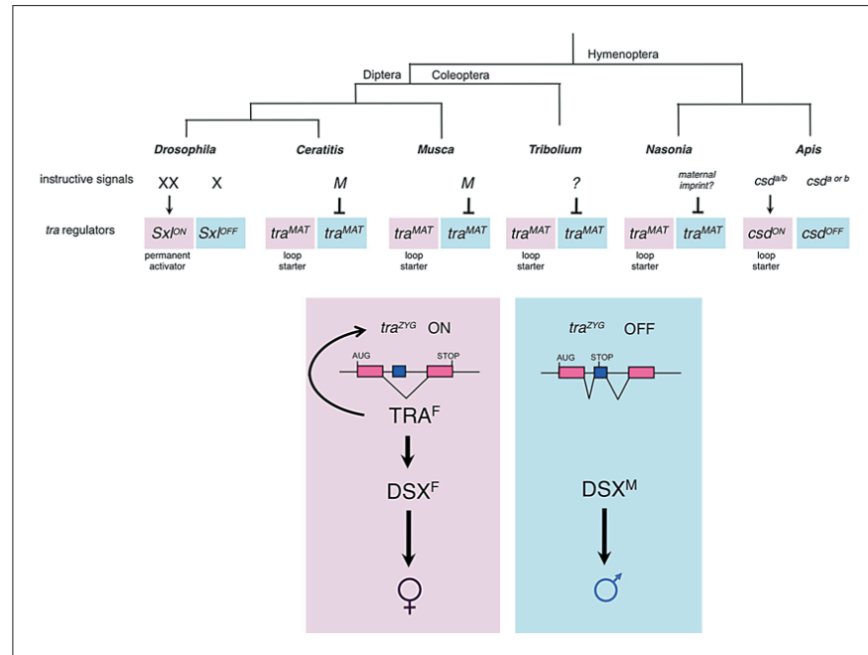 Hymenoptera
Diptera Coleoptera
Drosophila Ceratitis Musca Tribolium Nasonia Apis
instructive signals XX X M M ? maternal imprint? csd^a/b csd^a or b
tra regulators Sxl^ON Sxl^OFF tra^MAT tra^MAT tra^MAT tra^MAT tra^MAT tra^MAT tra^MAT tra^MAT csd^ON csd^OFF
permanent activator loop starter loop starter loop starter loop starter loop starter
tra^ZYG ON tra^ZYG OFF
AUG STOP AUG STOP
TRA^F
DSX^F DSX^M
♀ ♂